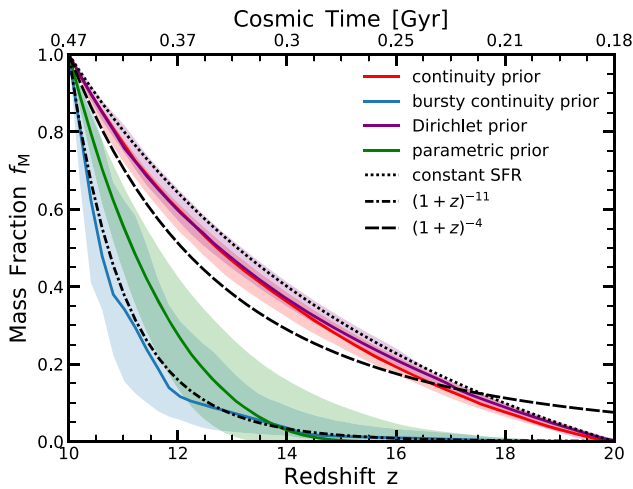 Cosmic Time [Gyr]
0.47 0.37 0.3 0.25 0.21 0.18
1.0
0.8
0.6
0.4
0.2
0.0
Mass Fraction f_M
continuity prior
bursty continuity prior
Dirichlet prior
parametric prior
constant SFR
(1 + z)^{-11}
(1 + z)^{-4}
10 12 14 16 18 20
Redshift z